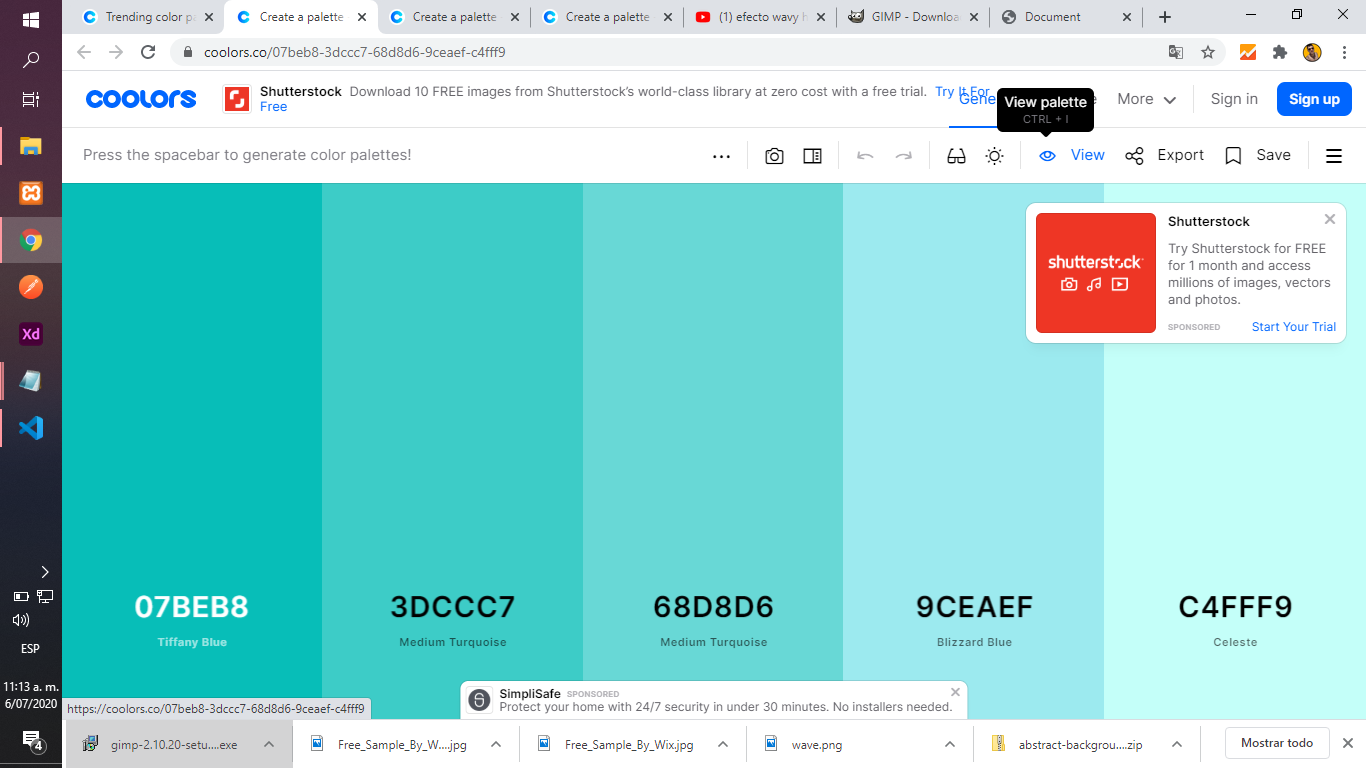 Trending color pa
Create a palette
Create a palette
Create a palette
(1) efecto wavy h
GIMP - Downloa
Document
coolors.co/07beb8-3dccc7-68d8d6-9ceaef-c4fff9
coolors
Shutterstock Download 10 FREE images from Shutterstock's world-class library at zero cost with a free trial. Try It For
Free
Gene
View palette
CTRL + I
More
Sign in
Sign up
Press the spacebar to generate color palettes!
View
Export
Save
Shutterstock
Try Shutterstock for FREE
for 1 month and access
millions of images, vectors
and photos.
SPONSORED
Start Your Trial
shutterstock
Xd
07BEB8
3DCCC7
68D8D6
9CEAEF
C4FFF9
Tiffany Blue
Medium Turquoise
Medium Turquoise
Blizzard Blue
Celeste
ESP
11:13 a. m.
6/07/2020
4
https://coolors.co/07beb8-3dccc7-68d8d6-9ceaef-c4fff9
SimpliSafe SPONSORED
Protect your home with 24/7 security in under 30 minutes. No installers needed.
gimp-2.10.20-setu....exe
Free_Sample_By_W....jpg
Free_Sample_By_Wix.jpg
wave.png
abstract-backgrou....zip
Mostrar todo